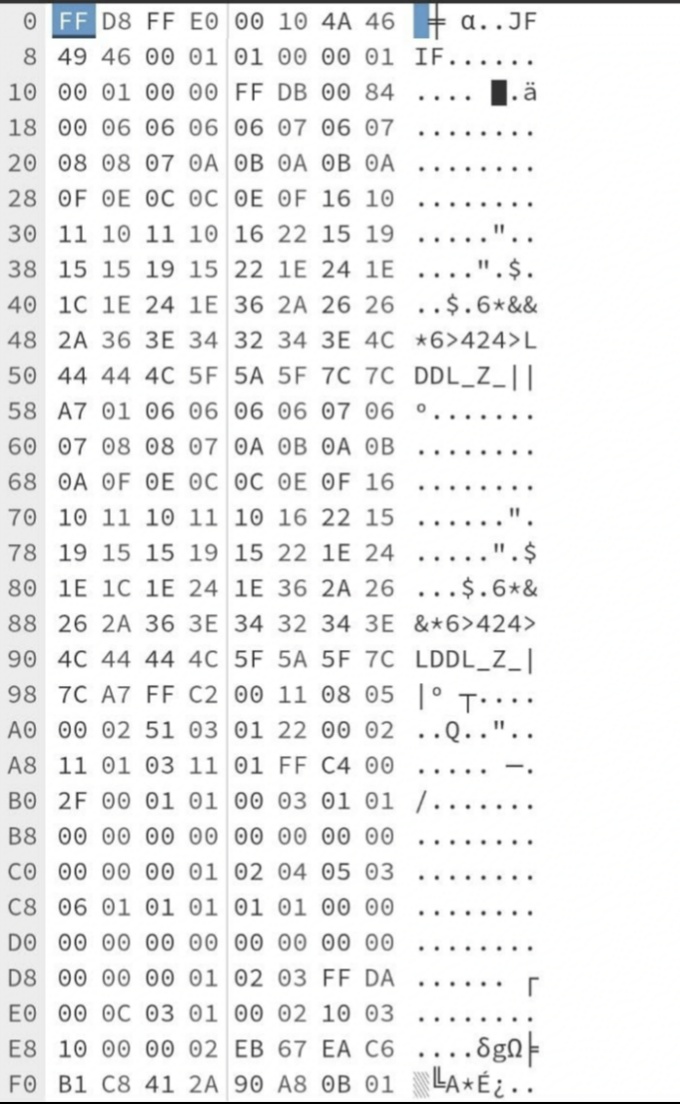 0 FF D8 FF E0 00 10 4A 46 ╪ α..JF
8 49 46 00 01 01 00 00 01 IF......
10 00 01 00 00 FF DB 00 84 .... █.ä
18 00 06 06 06 06 07 06 07 ........
20 08 08 07 0A 0B 0A 0B 0A ........
28 0F 0E 0C 0C 0E 0F 16 10 ........
30 11 10 11 10 16 22 15 19 ....."..
38 15 15 19 15 22 1E 24 1E ....".$.
40 1C 1E 24 1E 36 2A 26 26 ..$.6*&&
48 2A 36 3E 34 32 34 3E 4C *6>424>L
50 44 44 4C 5F 5A 5F 7C 7C DDL_Z_||
58 A7 01 06 06 06 06 07 06 º.......
60 07 08 08 07 0A 0B 0A 0B ........
68 0A 0F 0E 0C 0C 0E 0F 16 ........
70 10 11 10 11 10 16 22 15 ......".
78 19 15 15 19 15 22 1E 24 .....".$
80 1E 1C 1E 24 1E 36 2A 26 ...$.6*&
88 26 2A 36 3E 34 32 34 3E &*6>424>
90 4C 44 44 4C 5F 5A 5F 7C LDDL_Z_|
98 7C A7 FF C2 00 11 08 05 |º ┬....
A0 00 02 51 03 01 22 00 02 ..Q.."..
A8 11 01 03 11 01 FF C4 00 ..... ─.
B0 2F 00 01 01 00 03 01 01 /.......
B8 00 00 00 00 00 00 00 00 ........
C0 00 00 00 01 02 04 05 03 ........
C8 06 01 01 01 01 01 00 00 ........
D0 00 00 00 00 00 00 00 00 ........
D8 00 00 00 01 02 03 FF DA ...... ┌
E0 00 0C 03 01 00 02 10 03 ........
E8 10 00 00 02 EB 67 EA C6 ....δgΩ╞
F0 B1 C8 41 2A 90 A8 0B 01 ▒╚A*É¿..